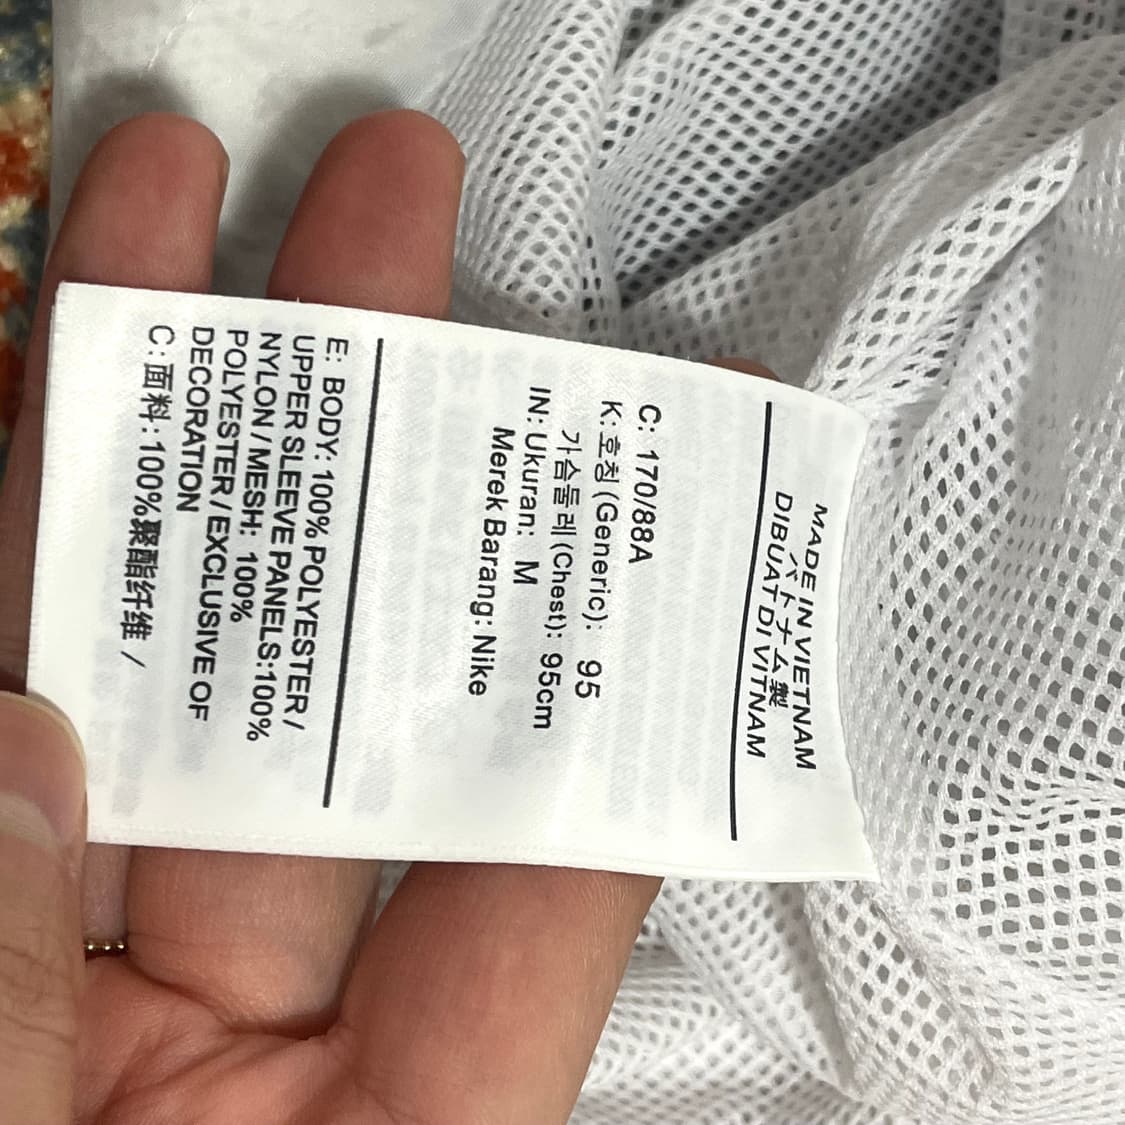 MADE IN VIETNAM
ベトナム製
DIBUAT DI VITNAM
C: 170/88A
K: 호칭 (Generic): 95
가슴둘레 (Chest): 95cm
IN: Ukuran: M
Merek Barang: Nike
E: BODY: 100% POLYESTER /
UPPER SLEEVE PANELS:100%
NYLON / MESH: 100%
POLYESTER / EXCLUSIVE OF
DECORATION
C: 面料: 100%聚酯纤维 /